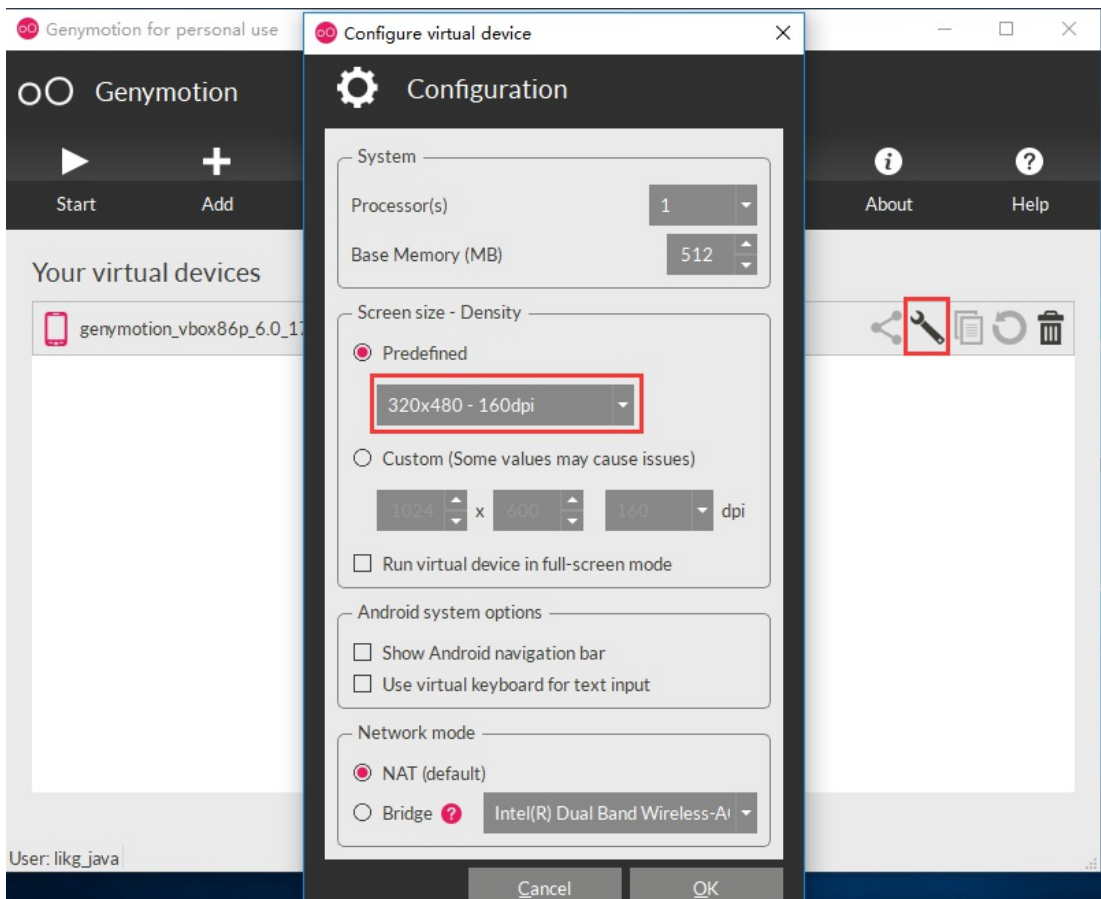 Genymotion for personal use
Configure virtual device
Genymotion
Configuration
Start
Add
About
Help
Your virtual devices
genymotion_vbox86p_6.0_1
System
Processor(s)
1
Base Memory (MB)
512
Screen size - Density
Predefined
320x480 - 160dpi
Custom (Some values may cause issues)
1024 x 600 160 dpi
Run virtual device in full-screen mode
Android system options
Show Android navigation bar
Use virtual keyboard for text input
Network mode
NAT (default)
Bridge ? Intel(R) Dual Band Wireless-A
User: likg_java
Cancel
OK